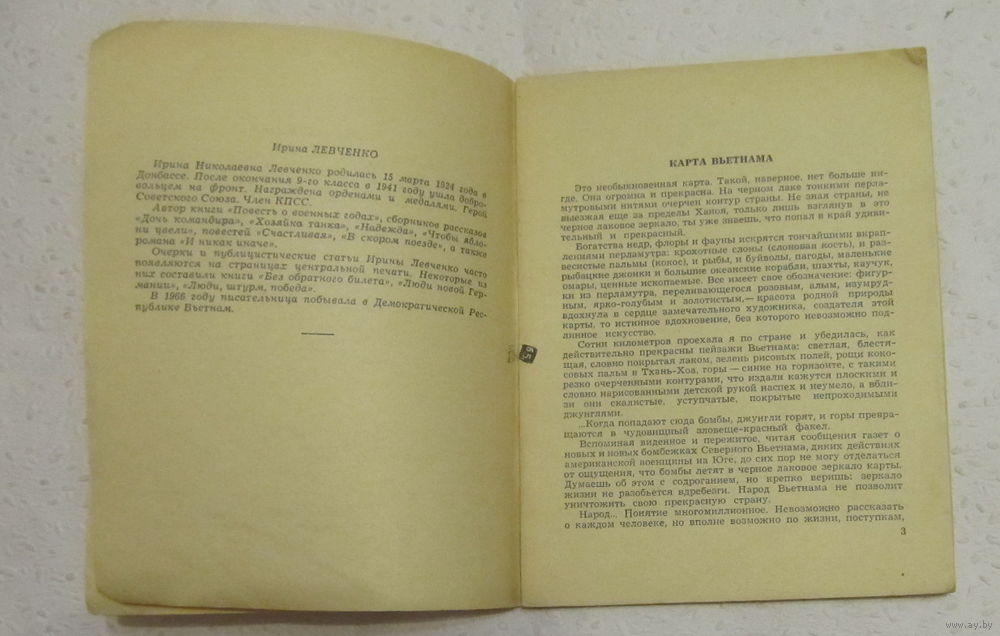 Ирина ЛЕВЧЕНКО
Ирина Николаевна Левченко родилась 15 марта 1924 года в
Донбассе. После окончания 9-го класса в 1941 году ушла добро-
вольцем на фронт. Награждена орденами и медалями. Герой
Советского Союза. Член КПСС.
Автор книги «Повесть о военных годах», сборников рассказов
«Дочь командира», «Хозяйка танка», «Надежда», «Чтобы ябло-
ни цвели», повестей «Счастливая», «В скором поезде», а также
романа «И никак иначе».
Очерки и публицистические статьи Ирины Левченко часто
появляются на страницах центральной печати. Некоторые из
них составили книги «Без обратного билета», «Люди новой Гер-
мании», «Люди, штурм, победа».
В 1966 году писательница побывала в Демократической Рес-
публике Вьетнам.
КАРТА ВЬЕТНАМА
Это необыкновенная карта. Такой, наверное, нет больше ни-
где. Она огромна и прекрасна. На черном лаке тонкими перла-
мутровыми нитями очерчен контур страны. Не зная страны, не
выезжая еще за пределы Ханоя, только лишь взглянув в это
черное лаковое зеркало, ты уже знаешь, что попал в край удиви-
тельный и прекрасный.
Богатства недр, флоры и фауны искрятся тончайшими вкрап-
лениями перламутра: крохотные слоны (слоновая кость), и раз-
весистые пальмы (кокос), и рыбы, и буйволы, пагоды, маленькие
рыбацкие джонки и большие океанские корабли, шахты, каучук,
омары, ценные ископаемые. Все имеет свое обозначение: фигур-
ки из перламутра, переливающегося розовым, алым, изумруд-
ным, ярко-голубым и золотистым,— красота родной природы
вдохнула в сердце замечательного художника, создателя этой
карты, то истинное вдохновение, без которого невозможно под-
линное искусство.
Сотни километров проехала я по стране и убедилась, как
действительно прекрасны пейзажи Вьетнама: светлая, блестя-
щая, словно покрытая лаком, зелень рисовых полей, рощи коко-
совых пальм в Тхань-Хоа, горы — синие на горизонте, с такими
резко очерченными контурами, что издали кажутся плоскими и
словно нарисованными детской рукой наспех и неумело, а вбли-
зи они скалистые, уступчатые, покрытые непроходимыми
джунглями.
...Когда попадают сюда бомбы, джунгли горят, и горы превра-
щаются в чудовищный зловеще-красный факел.
Вспоминая виденное и пережитое, читая сообщения газет о
новых и новых бомбежках Северного Вьетнама, диких действиях
американской военщины на Юге, до сих пор не могу отделаться
от ощущения, что бомбы летят в черное лаковое зеркало карты.
Думаешь об этом с содроганием, но крепко веришь: зеркало
жизни не разобьется вдребезги. Народ Вьетнама не позволит
уничтожить свою прекрасную страну.
Народ... Понятие многомиллионное. Невозможно рассказать
о каждом человеке, но вполне возможно по жизни, поступкам,
3
www.ay.by